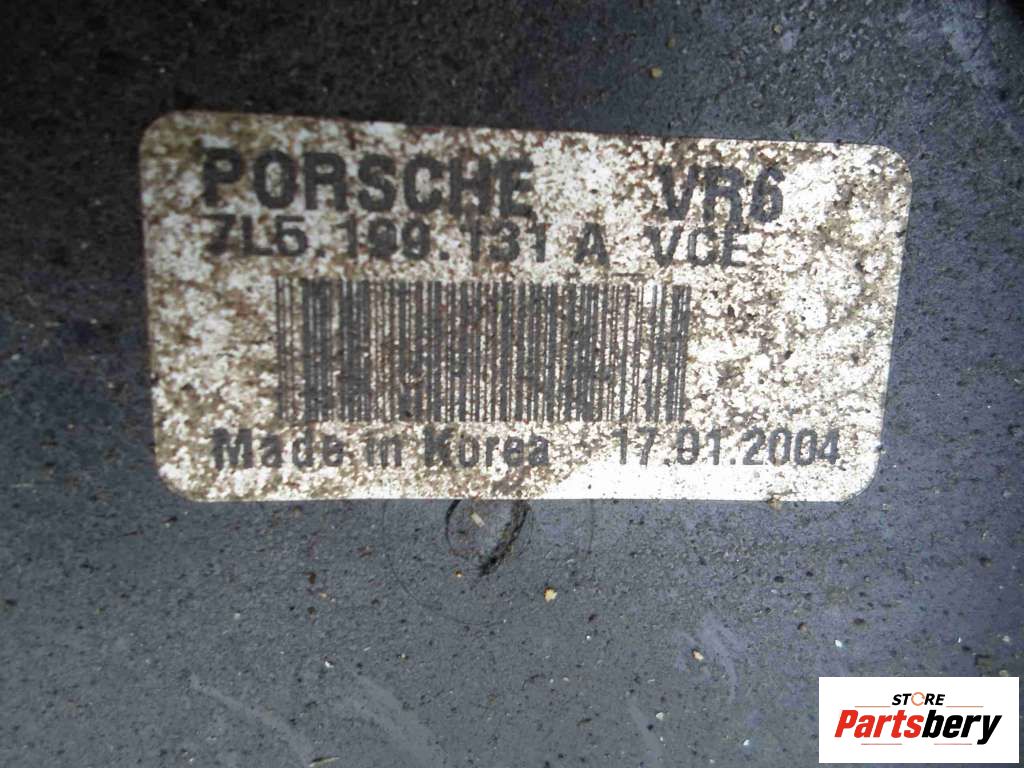 PORSCHE VR6
7L5.199.131 A VCE
Made in Korea - 17.01.2004
STORE
Partsbery